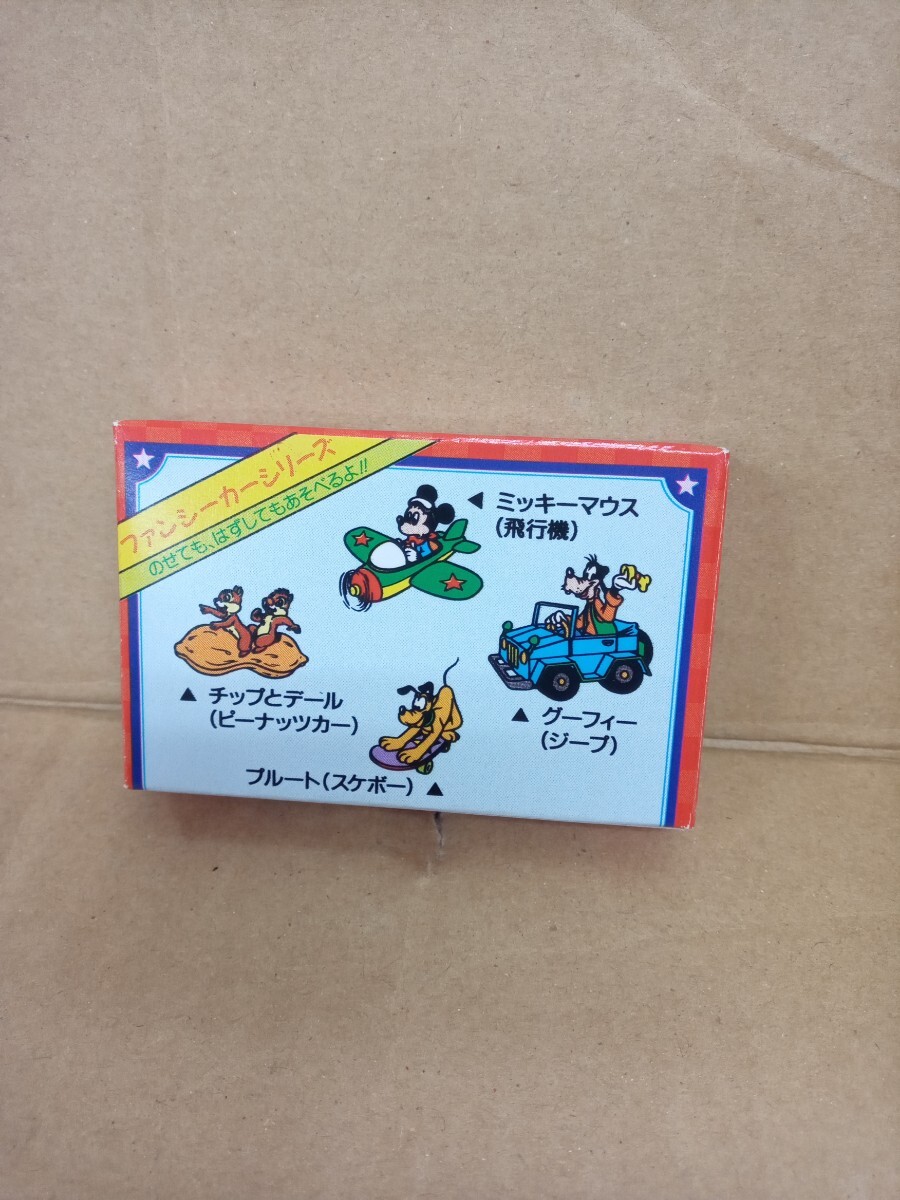 ファンシーカーシリーズ
のせても、はずしてもあそべるよ!!
◀ ミッキーマウス
(飛行機)
▲ チップとデール
(ピーナッツカー)
▲ グーフィー
(ジープ)
プルート(スケボー) ▲